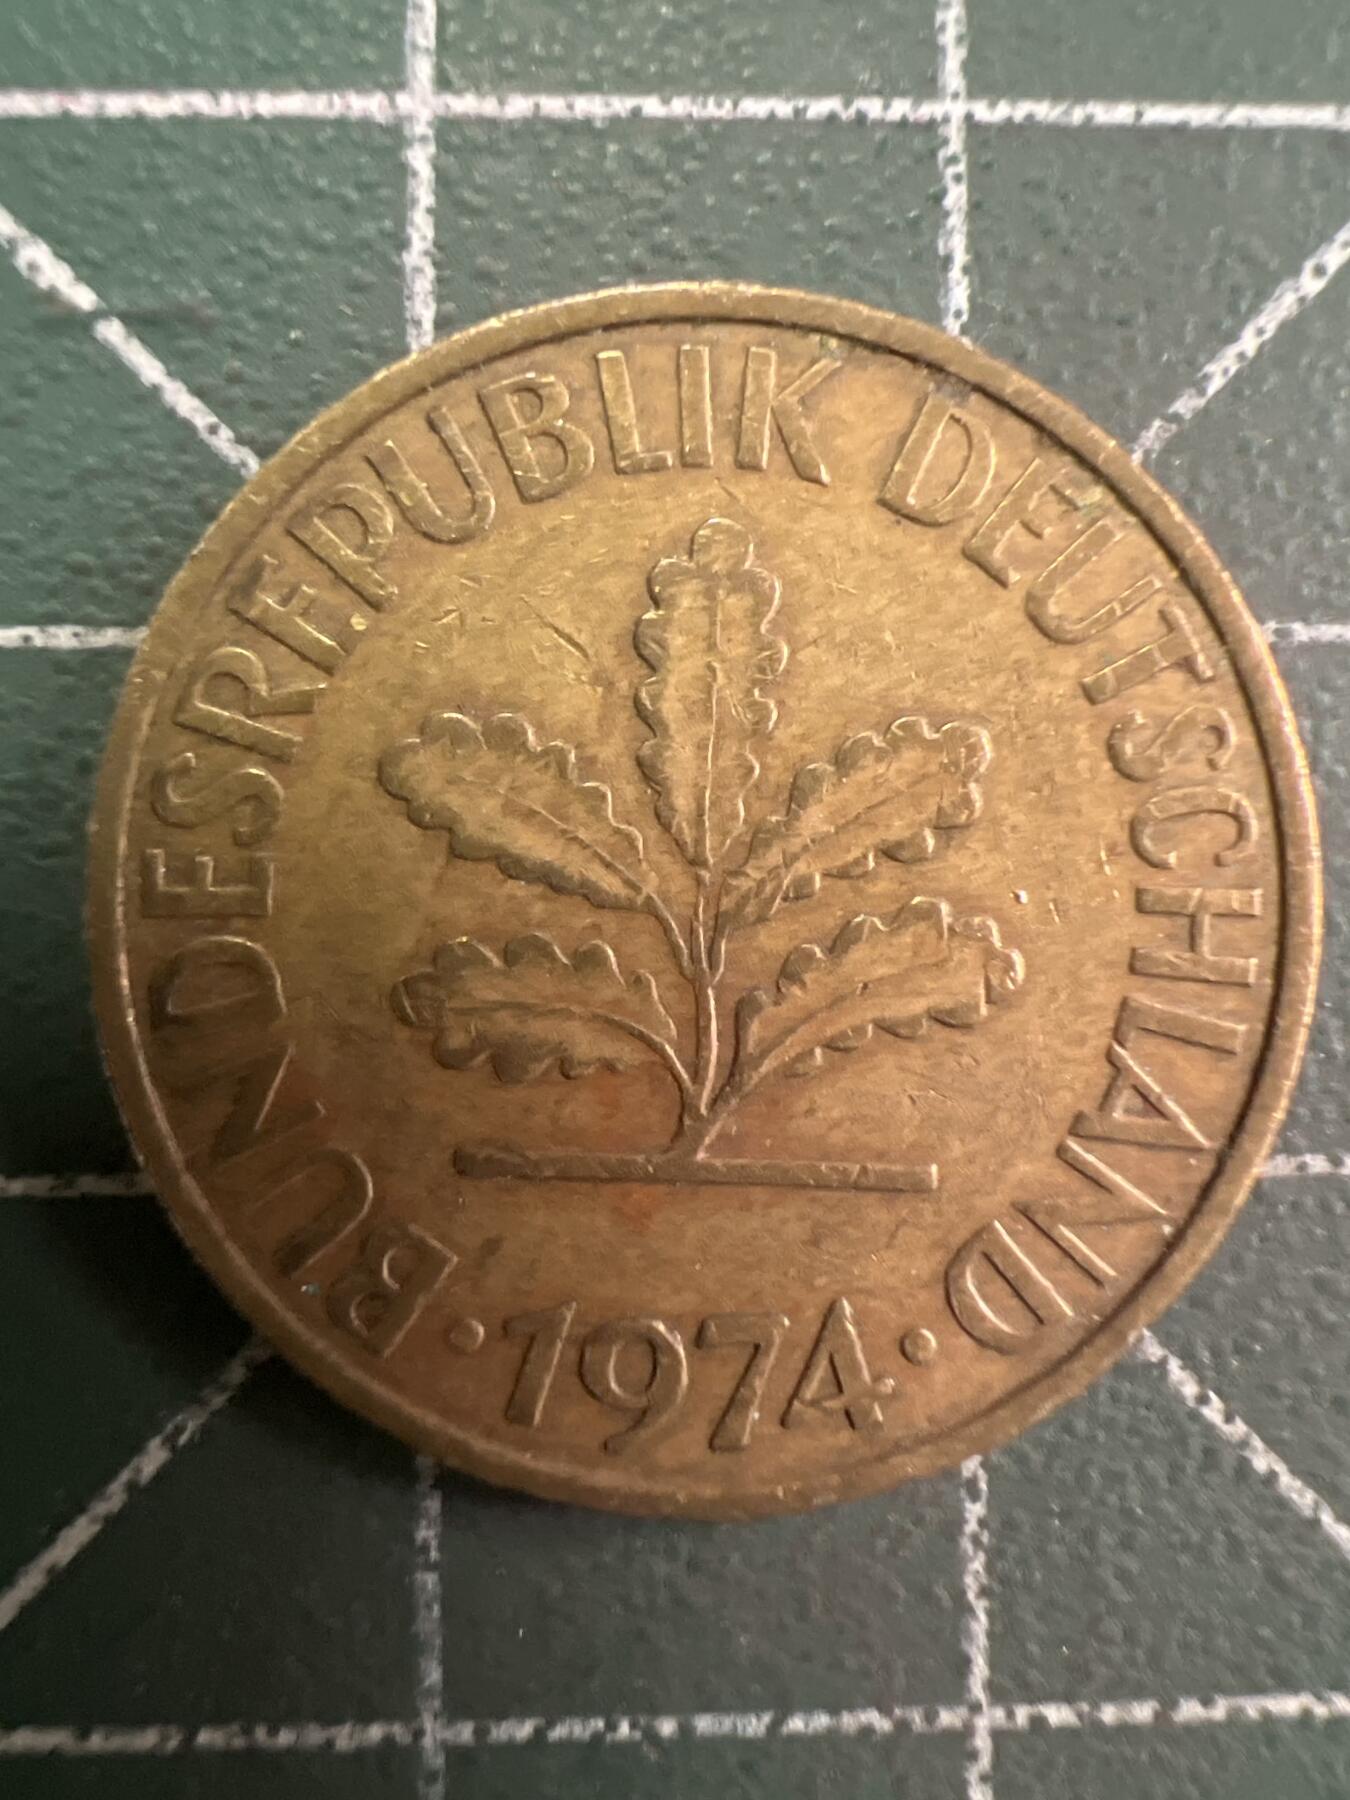 BUNDESREPUBLIK DEUTSCHLAND
· 1974 ·